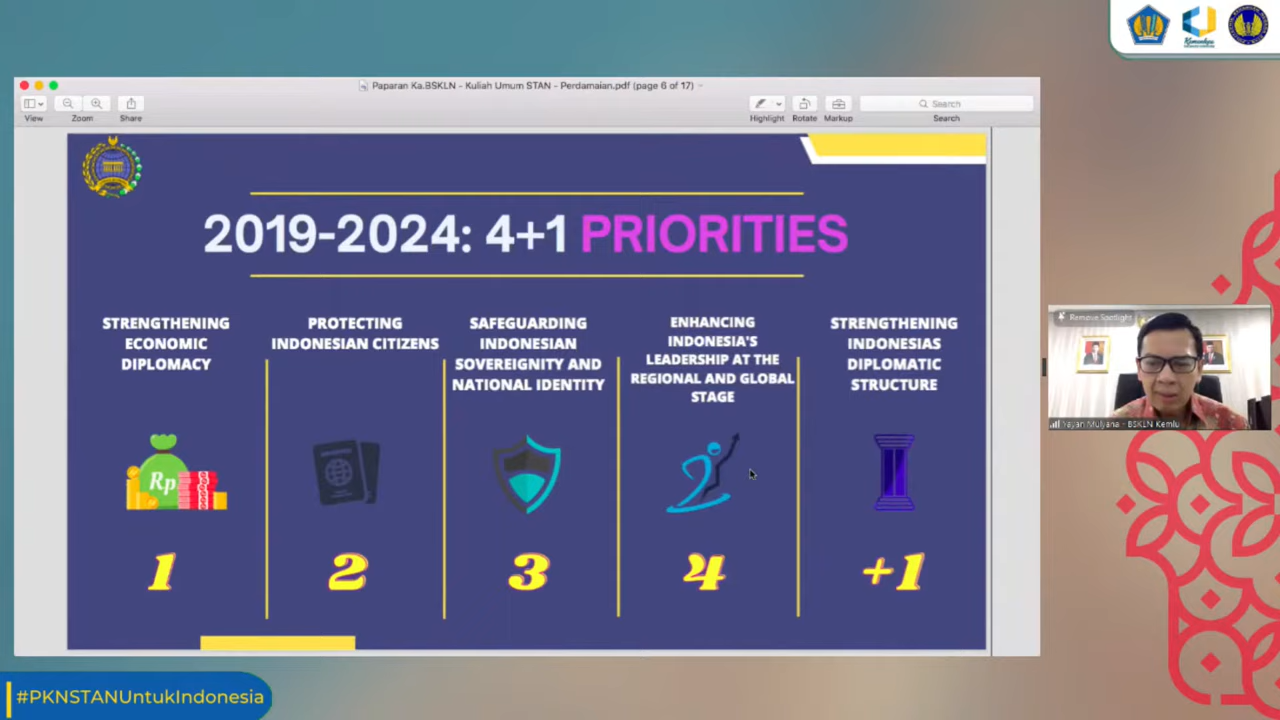 Paparan Ka.BSKLN - Kuliah Umum STAN - Perdamaian.pdf (page 6 of 17)
View
Zoom
Share
Highlight
Rotate
Markup
Search
Search
2019-2024: 4+1 PRIORITIES
STRENGTHENING
ECONOMIC
DIPLOMACY
PROTECTING
INDONESIAN CITIZENS
SAFEGUARDING
INDONESIAN
SOVEREIGNITY AND
NATIONAL IDENTITY
ENHANCING
INDONESIA'S
LEADERSHIP AT THE
REGIONAL AND GLOBAL
STAGE
STRENGTHENING
INDONESIAS
DIPLOMATIC
STRUCTURE
Rp
1
2
3
4
+1
Remove Spotlight
Yayan Mulyana - BSKLN Kemlu
#PKNSTANUntukIndonesia